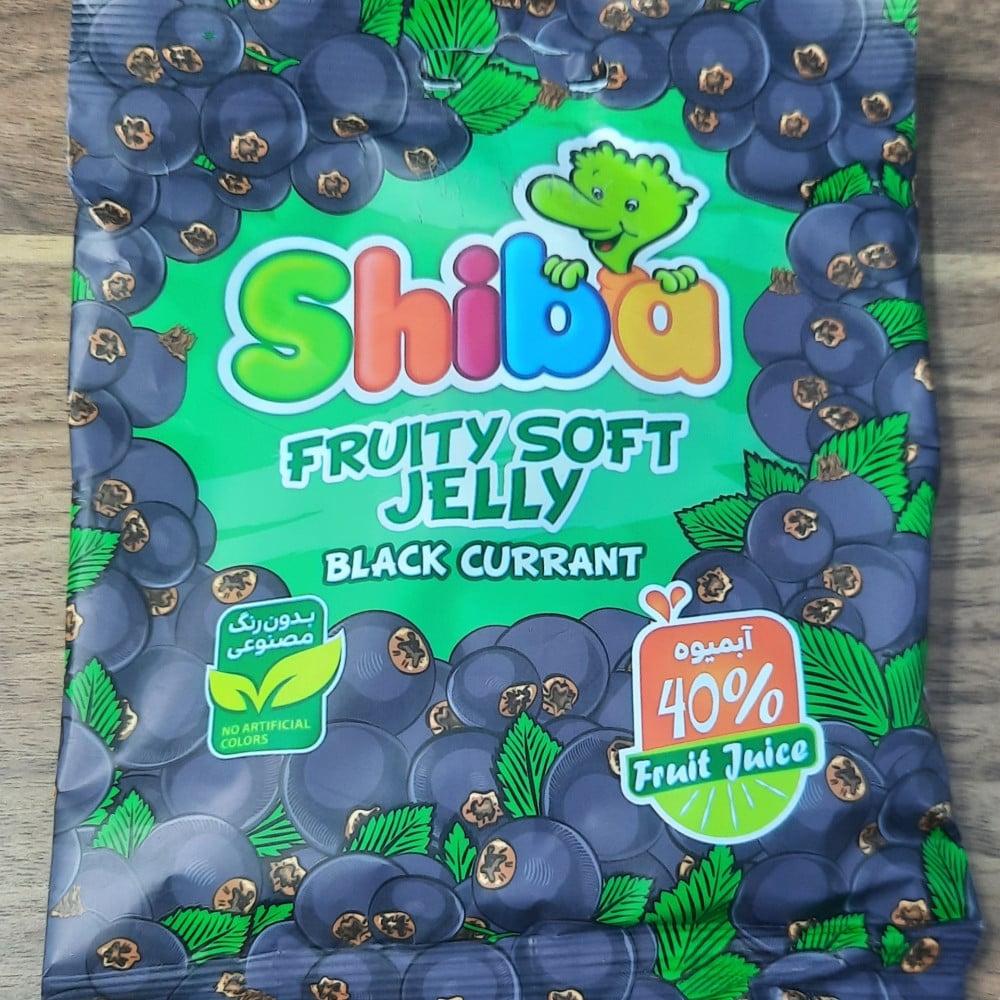 Shiba
FRUITY SOFT
JELLY
BLACK CURRANT
بدون رنگ
مصنوعی
NO ARTIFICIAL
COLORS
آبمیوه
40%
Fruit Juice